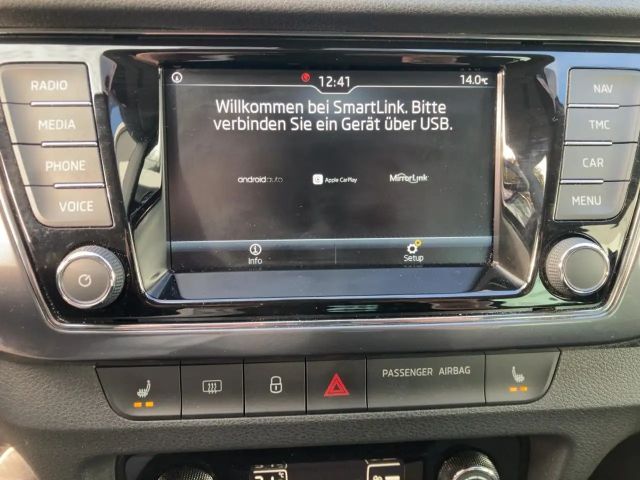 12:41
14.0°C
Willkommen bei SmartLink. Bitte
verbinden Sie ein Gerät über USB.
androidauto
Apple CarPlay
MirrorLink
Info
Setup
RADIO
MEDIA
PHONE
VOICE
NAV
TMC
CAR
MENU
PASSENGER AIRBAG